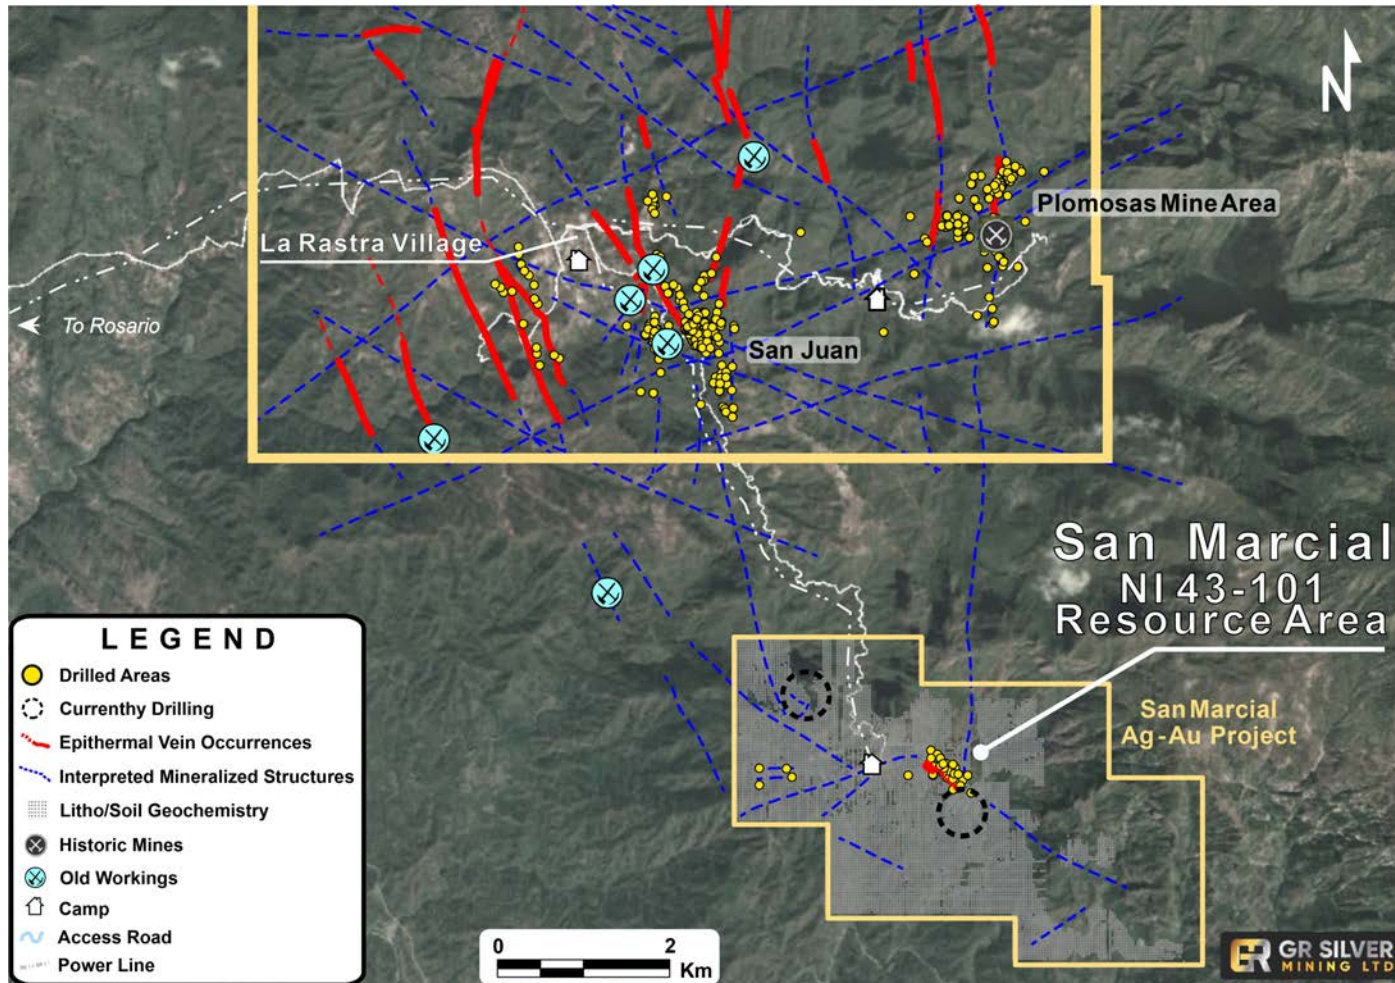 N
Plomosas Mine Area
La Rastra Village
To Rosario
San Juan
San Marcial
NI 43-101
Resource Area
San Marcial
Ag-Au Project
LEGEND
Drilled Areas
Currenthy Drilling
Epithermal Vein Occurrences
Interpreted Mineralized Structures
Litho/Soil Geochemistry
Historic Mines
Old Workings
Camp
Access Road
Power Line
0 2
Km
GR SILVER
MINING LTD